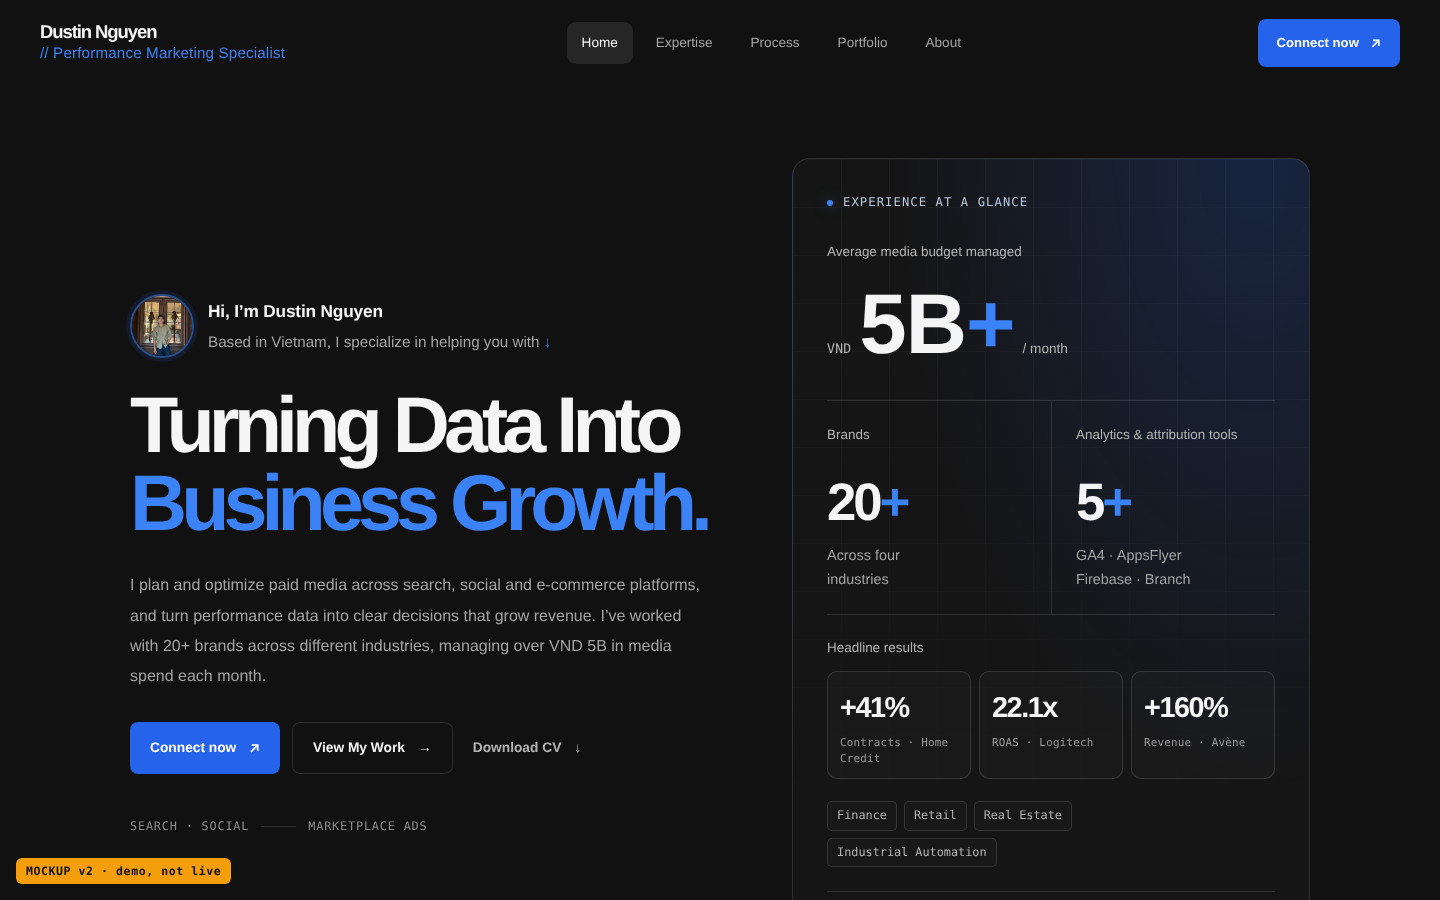 Dustin Nguyen
// Performance Marketing Specialist
Home
Expertise
Process
Portfolio
About
Connect now ↗
Hi, I’m Dustin Nguyen
Based in Vietnam, I specialize in helping you with ↓
Turning Data Into
Business Growth.
I plan and optimize paid media across search, social and e-commerce platforms,
and turn performance data into clear decisions that grow revenue. I’ve worked
with 20+ brands across different industries, managing over VND 5B in media
spend each month.
Connect now ↗
View My Work →
Download CV ↓
SEARCH · SOCIAL
MARKETPLACE ADS
MOCKUP v2 · demo, not live
EXPERIENCE AT A GLANCE
Average media budget managed
VND 5B+ / month
Brands
20+
Across four
industries
Analytics & attribution tools
5+
GA4 · AppsFlyer
Firebase · Branch
Headline results
+41%
Contracts · Home
Credit
22.1x
ROAS · Logitech
+160%
Revenue · Avène
Finance
Retail
Real Estate
Industrial Automation